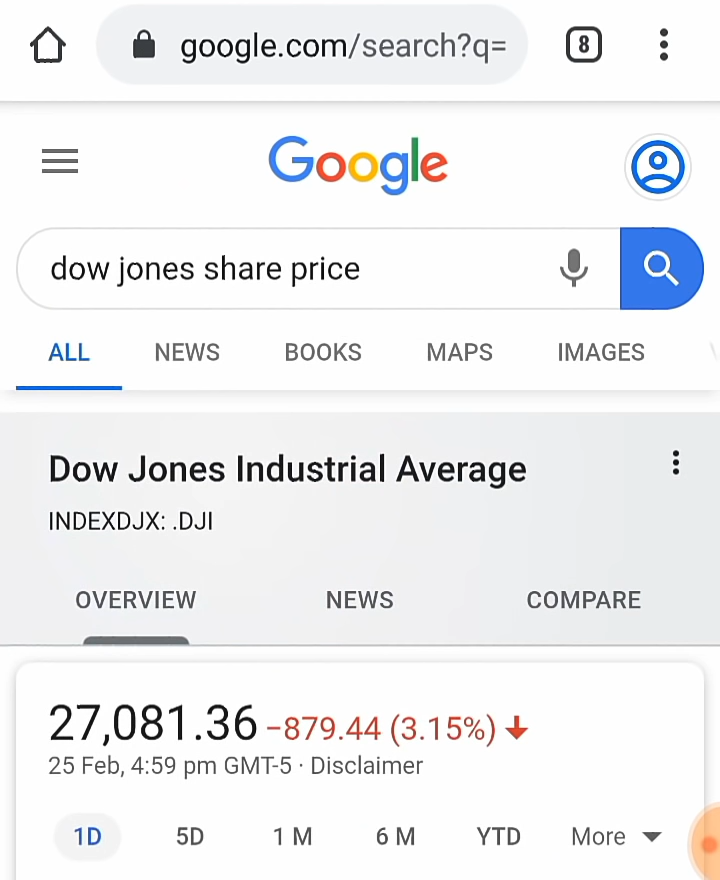 google.com/search?q=
8
Google
dow jones share price
ALL NEWS BOOKS MAPS IMAGES
Dow Jones Industrial Average
INDEXDJX: .DJI
OVERVIEW NEWS COMPARE
27,081.36 −879.44 (3.15%)
25 Feb, 4:59 pm GMT-5 · Disclaimer
1D 5D 1 M 6 M YTD More